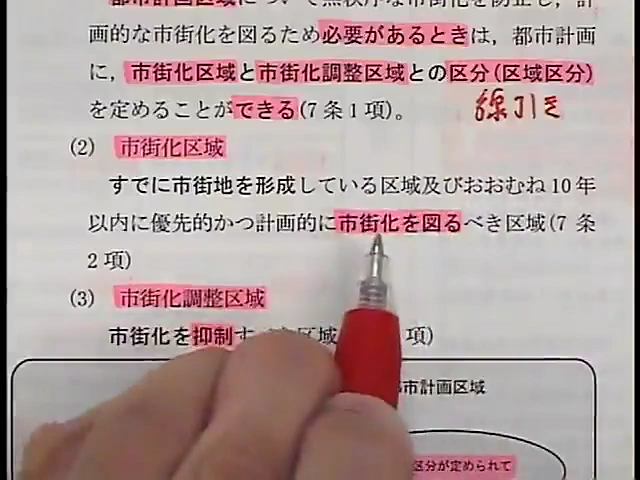 都市計画区域について無秩序な市街化を防止し、計
画的な市街化を図るため必要があるときは、都市計画
に、市街化区域と市街化調整区域との区分(区域区分)
を定めることができる(7条1項)。
線引き
(2) 市街化区域
すでに市街地を形成している区域及びおおむね10年
以内に優先的かつ計画的に市街化を図るべき区域(7条
2項)
(3) 市街化調整区域
市街化を抑制す 区域 項)
市計画区域
区分が定められて